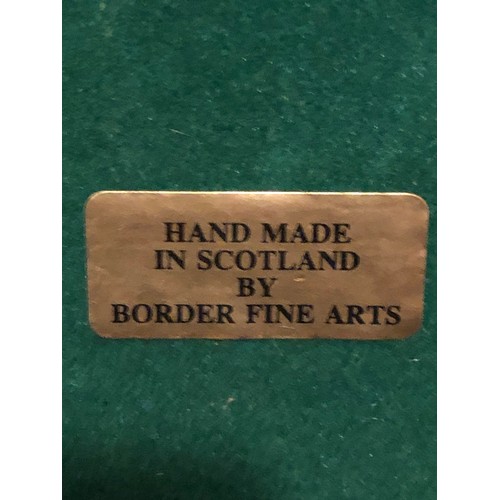 HAND MADE
IN SCOTLAND
BY
BORDER FINE ARTS